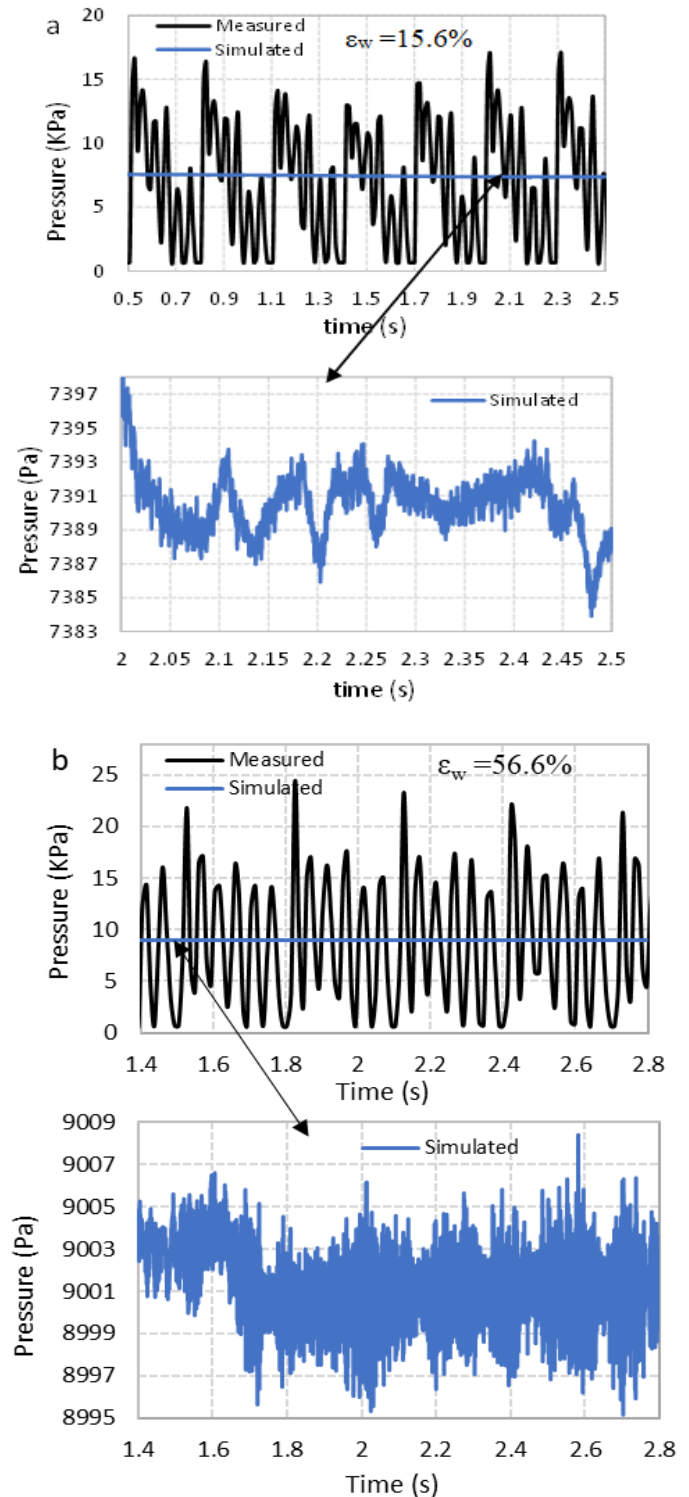 a
Measured
Simulated
εw =15.6%
Pressure (KPa)
20
15
10
5
0
0.5 0.7 0.9 1.1 1.3 1.5 1.7 1.9 2.1 2.3 2.5
time (s)
Simulated
Pressure (Pa)
7397
7395
7393
7391
7389
7387
7385
7383
2 2.05 2.1 2.15 2.2 2.25 2.3 2.35 2.4 2.45 2.5
time (s)
b
Measured
Simulated
εw =56.6%
Pressure (KPa)
25
20
15
10
5
0
1.4 1.6 1.8 2 2.2 2.4 2.6 2.8
Time (s)
Simulated
Pressure (Pa)
9009
9007
9005
9003
9001
8999
8997
8995
1.4 1.6 1.8 2 2.2 2.4 2.6 2.8
Time (s)